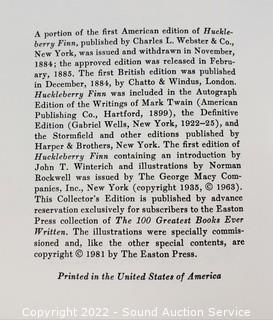 A portion of the first American edition of Huckle-
berry Finn, published by Charles L. Webster & Co.,
New York, was issued and withdrawn in November,
1884; the approved edition was released in Febru-
ary, 1885. The first British edition was published
in December, 1884, by Chatto & Windus, London.
Huckleberry Finn was included in the Autograph
Edition of the Writings of Mark Twain (American
Publishing Co., Hartford, 1899), the Definitive
Edition (Gabriel Wells, New York, 1922–25), and
the Stormfield and other editions published by
Harper & Brothers, New York. The first edition of
Huckleberry Finn containing an introduction by
John T. Winterich and illustrations by Norman
Rockwell was issued by The George Macy Com-
panies, Inc., New York (copyright 1935, © 1963).
This Collector's Edition is published by advance
reservation exclusively for subscribers to the Easton
Press collection of The 100 Greatest Books Ever
Written. The illustrations were specially commis-
sioned and, like the other special contents, are
copyright © 1981 by The Easton Press.
Printed in the United States of America
Copyright 2022 - Source Auctions